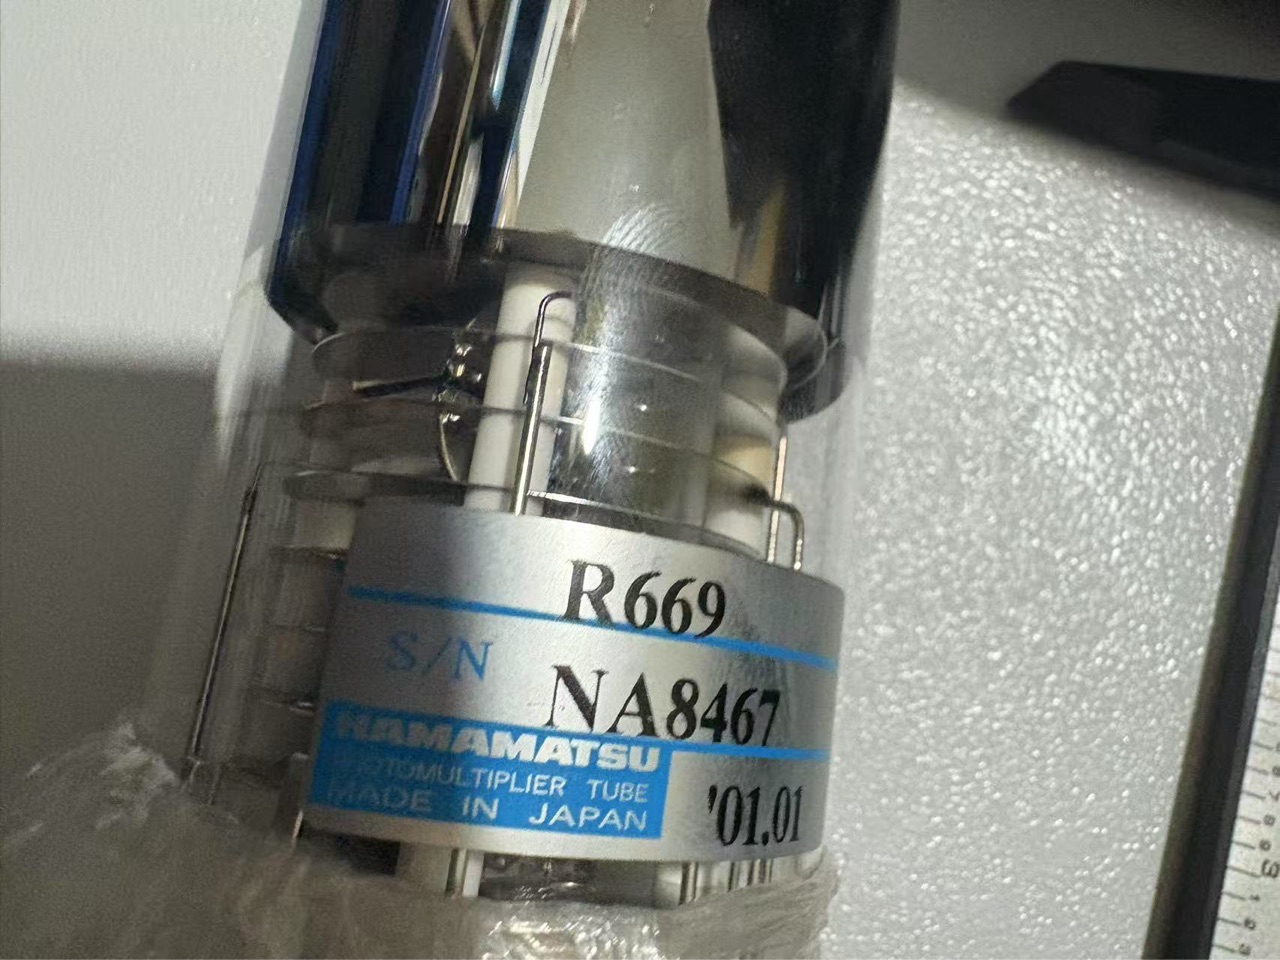 R669
S/N NA8467
HAMAMATSU
PHOTOMULTIPLIER TUBE
MADE IN JAPAN
'01.01